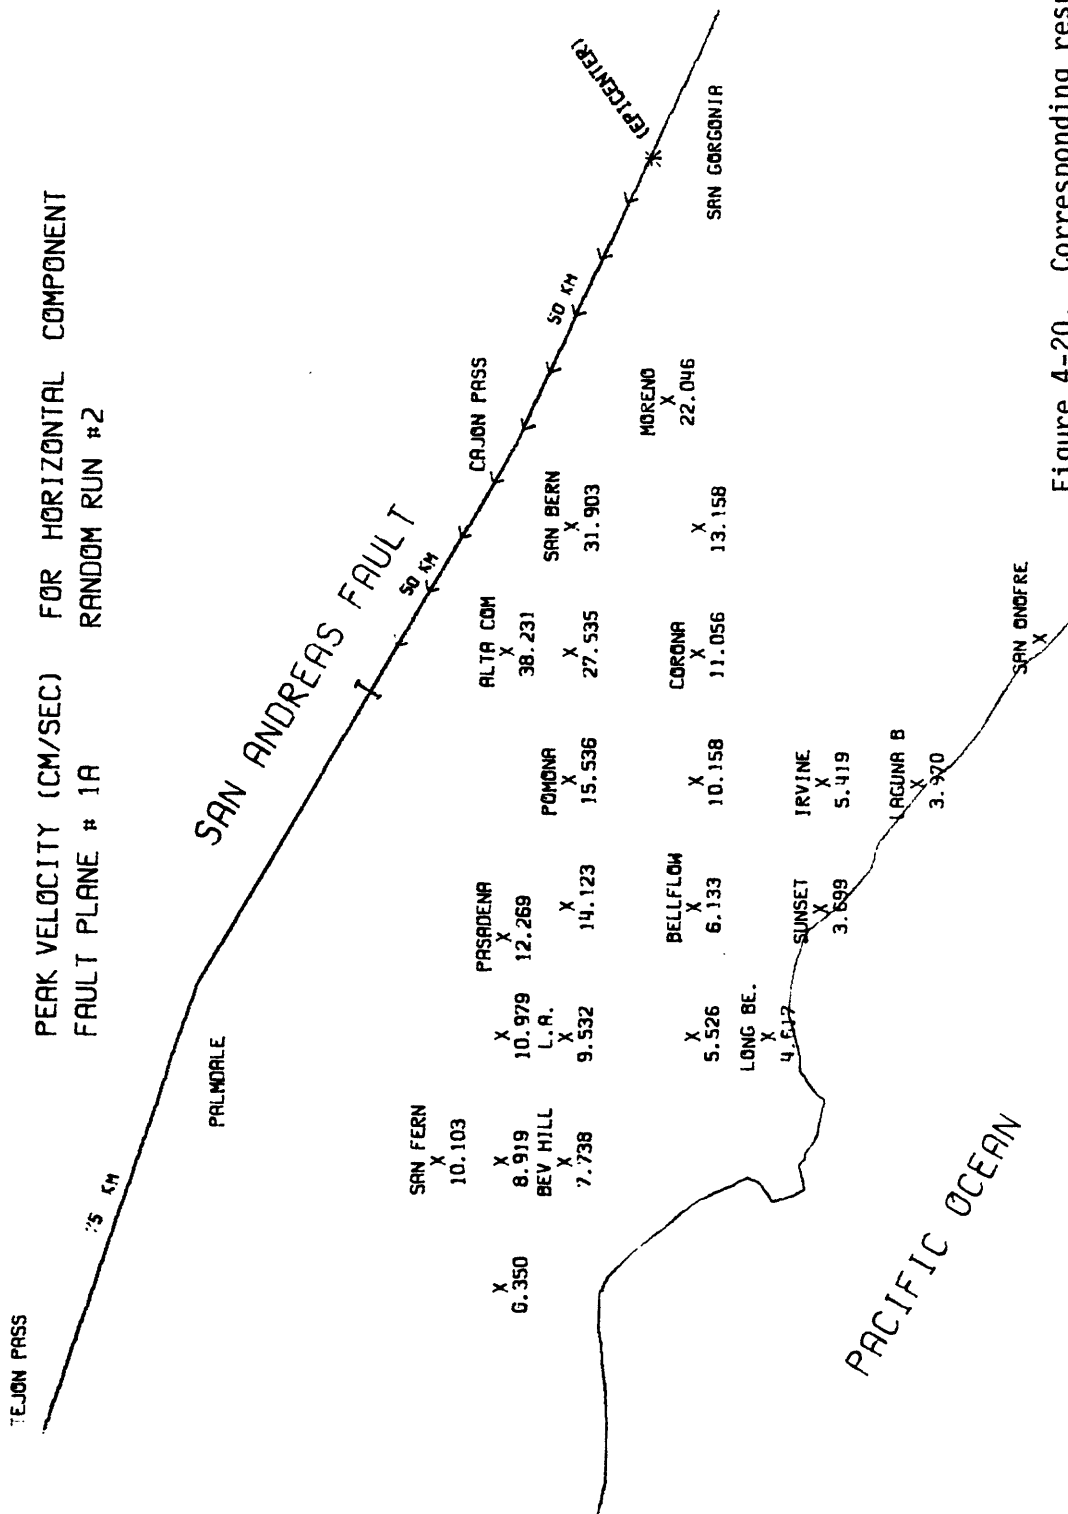 PEAK VELOCITY (CM/SEC) FOR HORIZONTAL COMPONENT
FAULT PLANE # 1A RANDOM RUN #2
TEJON PASS
75 KM
PALMDALE
SAN ANDREAS FAULT
50 KM
CAJON PASS
50 KM
(EPICENTER)
SAN GORGONIA
SAN FERN
X
10.103
X
6.350
X
8.919
BEV HILL
X
7.738
X
10.979
L.A.
X
9.532
PASADENA
X
12.269
X
14.123
POMONA
X
15.536
ALTA COM
X
38.231
X
27.535
SAN BERN
X
31.903
MORENO
X
22.046
X
13.158
CORONA
X
11.056
X
10.158
BELLFLOW
X
6.133
X
5.526
LONG BE.
X
SUNSET
X
3.699
IRVINE
X
5.419
LAGUNA B
X
3.970
SAN ONOFRE
X
PACIFIC OCEAN
Figure 4-20. Corresponding